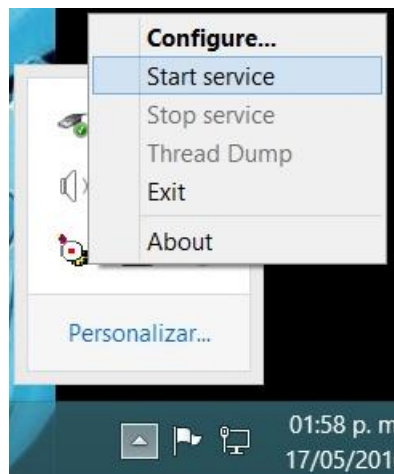 Configure...
Start service
Stop service
Thread Dump
Exit
About
Personalizar...
01:58 p. m
17/05/201